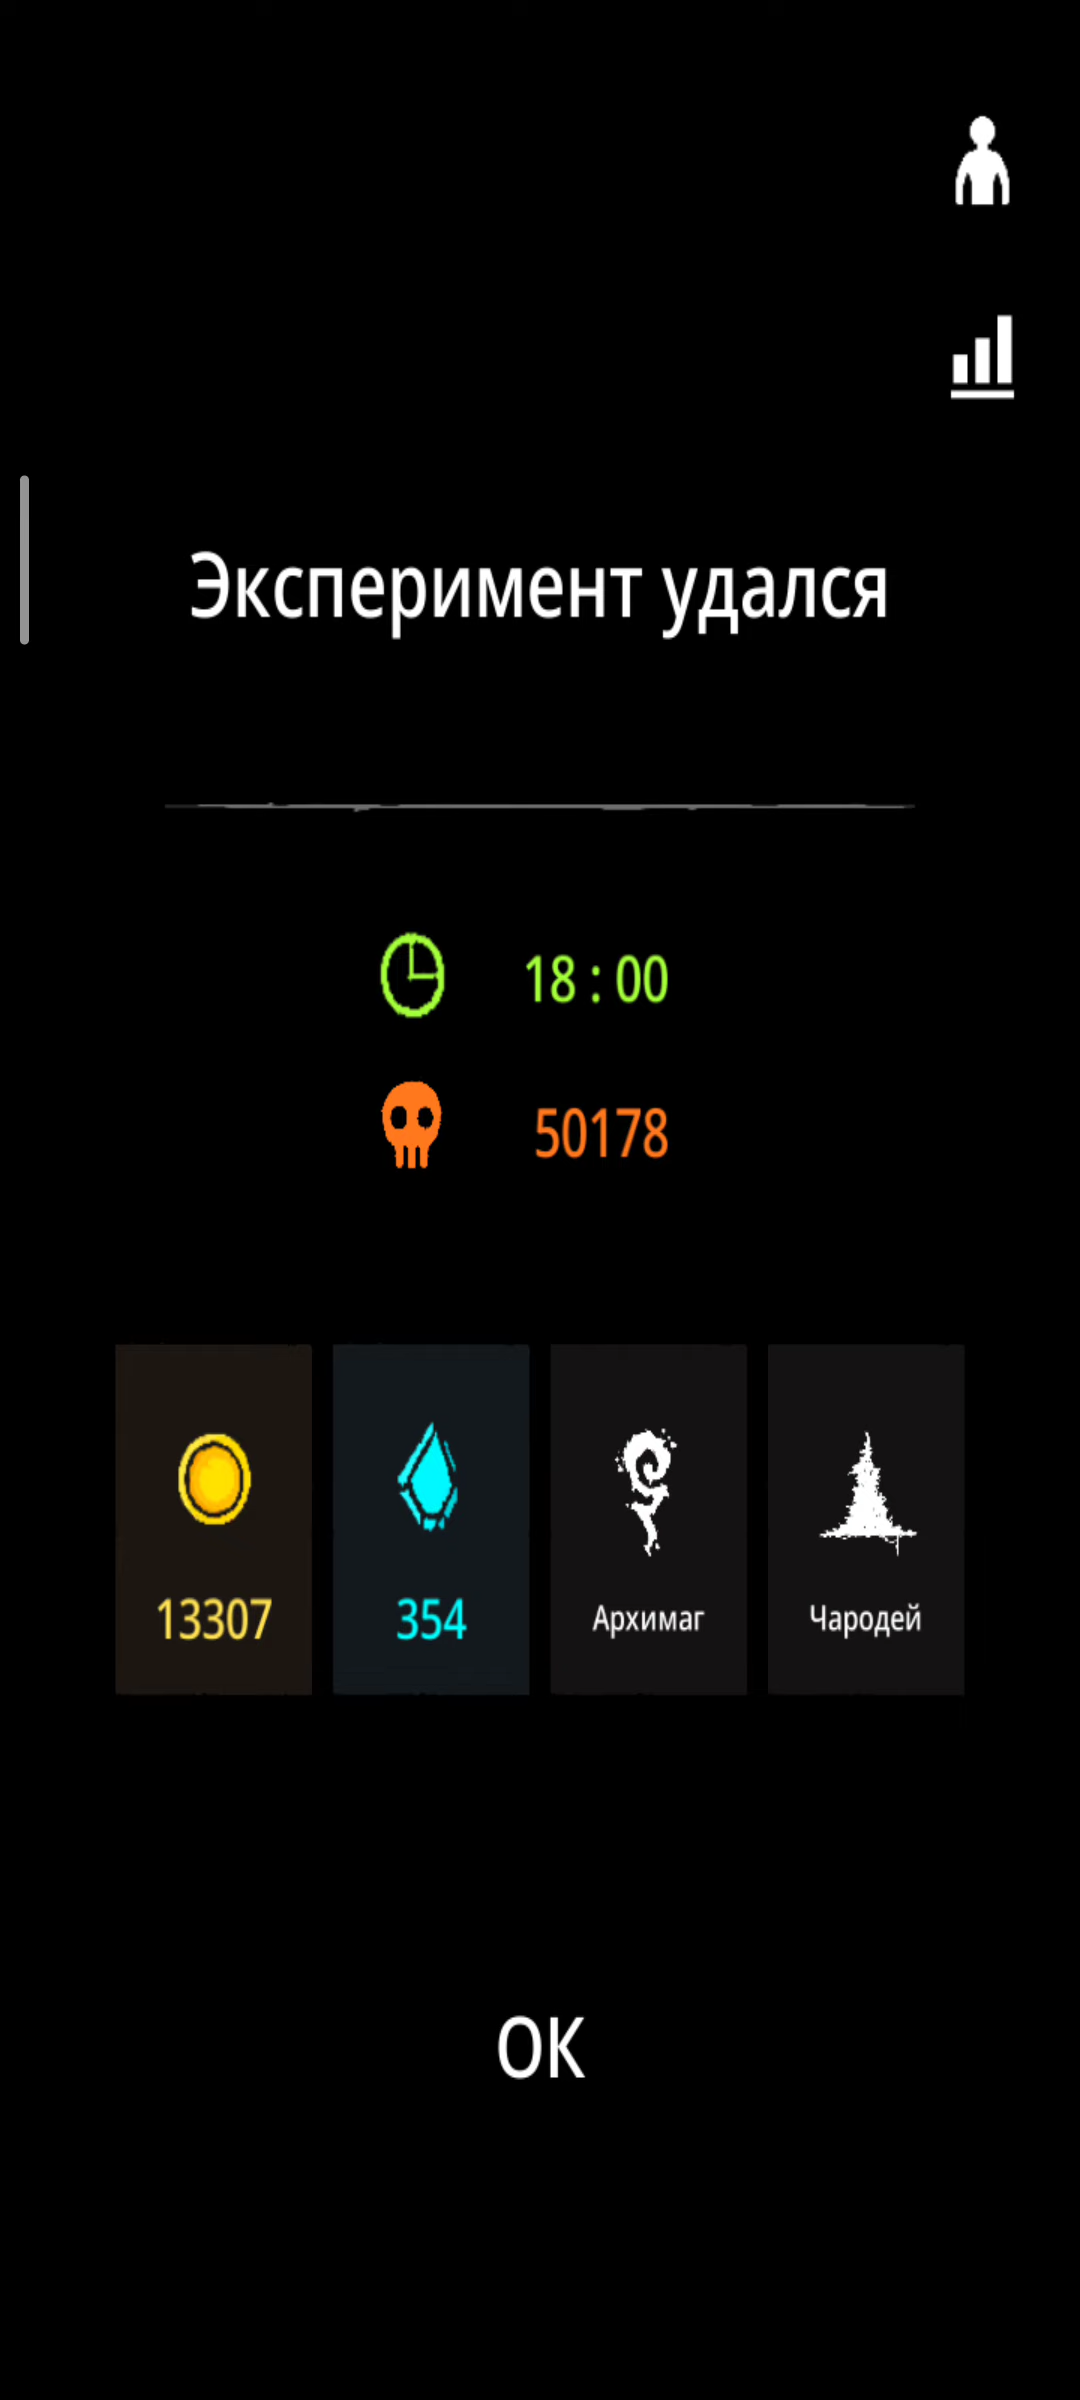 Эксперимент удался
18 : 00
50178
13307
354
Архимаг
Чародей
OK